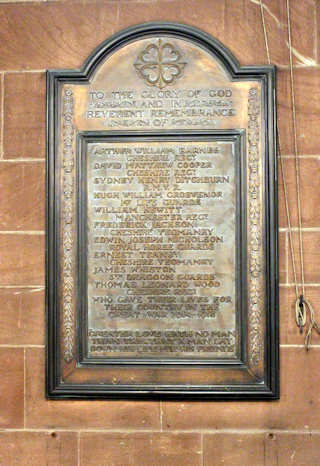 TO THE GLORY OF GOD
AND IN
REVERENT REMEMBRANCE
OF
ARTHUR WILLIAM BARNES
CHESHIRE REGT
DAVID MATTHEW COOPER
CHESHIRE REGT
SYDNEY HENRY DITCHBURN
R.N.V.R.
HUGH WILLIAM GROSVENOR
1ST LIFE GUARDS
WILLIAM HEWITT
MANCHESTER REGT
FREDERICK JACKSON
CHESHIRE YEOMANRY
EDWIN JOSEPH NICHOLSON
ROYAL HORSE GUARDS
ERNEST
CHESHIRE YEOMANRY
JAMES
DRAGOON GUARDS
THOMAS LEONARD WOOD
WHO GAVE THEIR LIVES FOR
THEIR COUNTRY IN THE
GREAT WAR 1914-1918
GREATER LOVE HATH NO MAN
THAN THIS THAT A MAN LAY
DOWN HIS LIFE FOR HIS FRIENDS